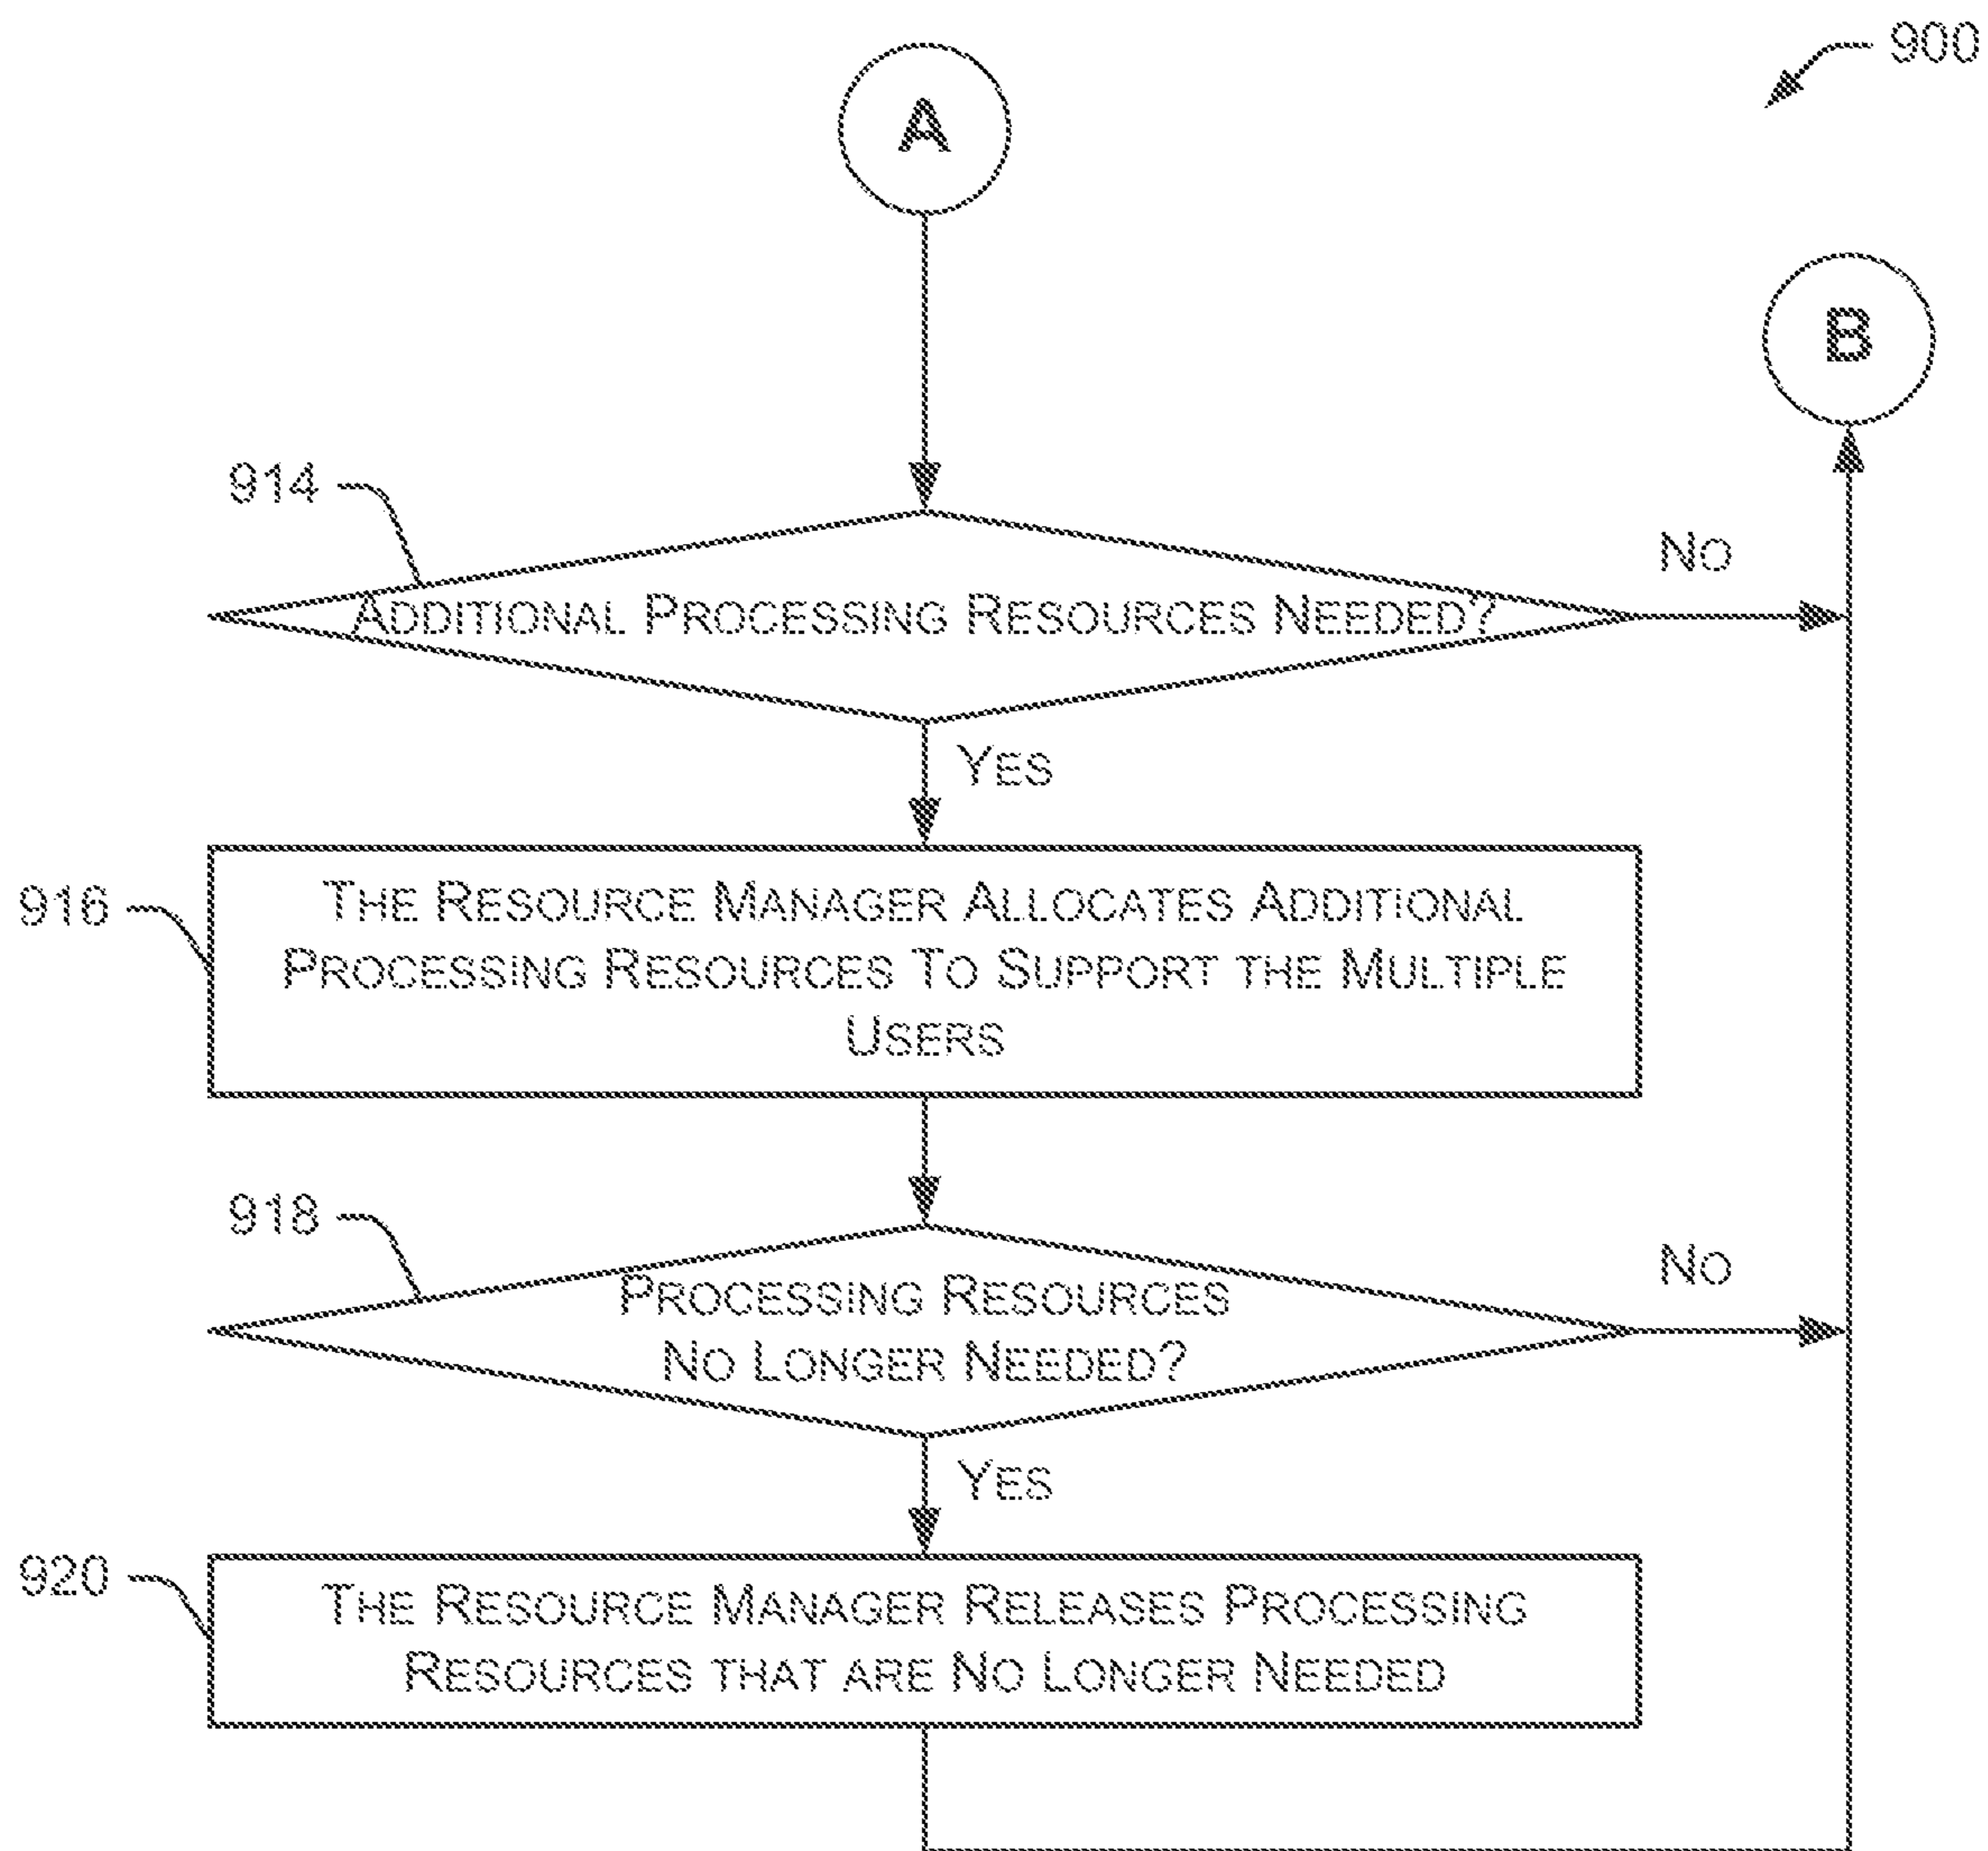 900
A
B
914
No
Additional Processing Resources Needed?
Yes
916
The Resource Manager Allocates Additional
Processing Resources To Support the Multiple
Users
918
No
Processing Resources
No Longer Needed?
Yes
920
The Resource Manager Releases Processing
Resources that are No Longer Needed